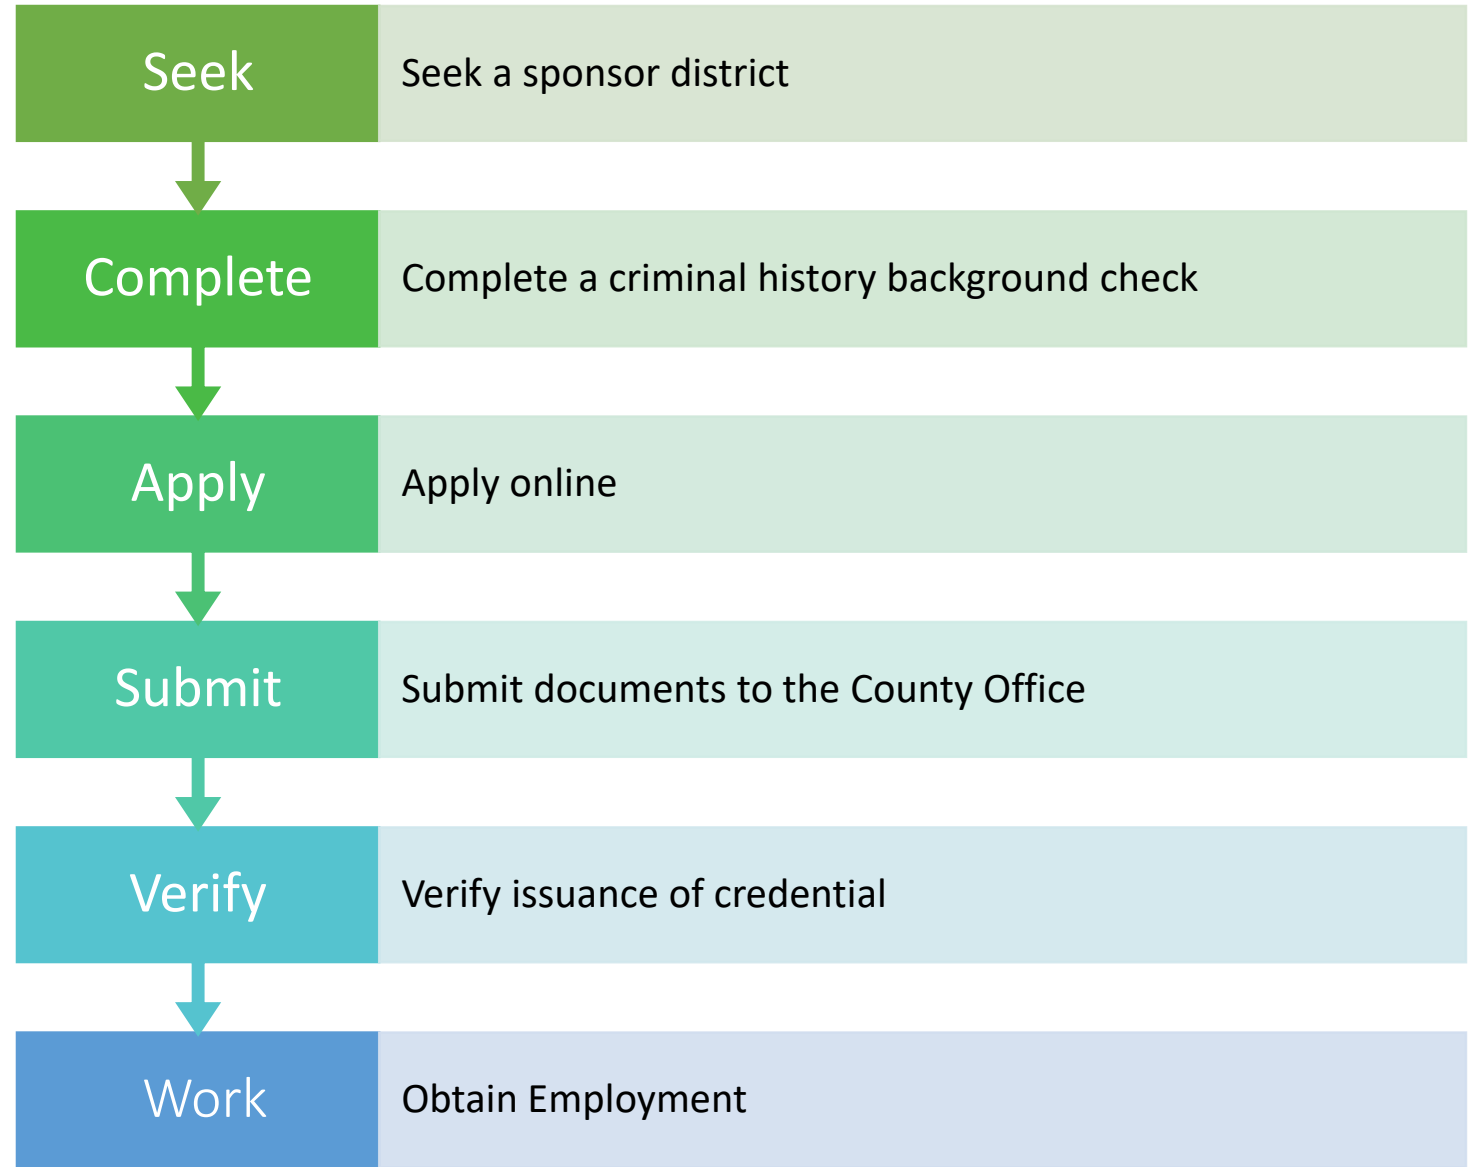 Seek
Seek a sponsor district
Complete
Complete a criminal history background check
Apply
Apply online
Submit
Submit documents to the County Office
Verify
Verify issuance of credential
Work
Obtain Employment